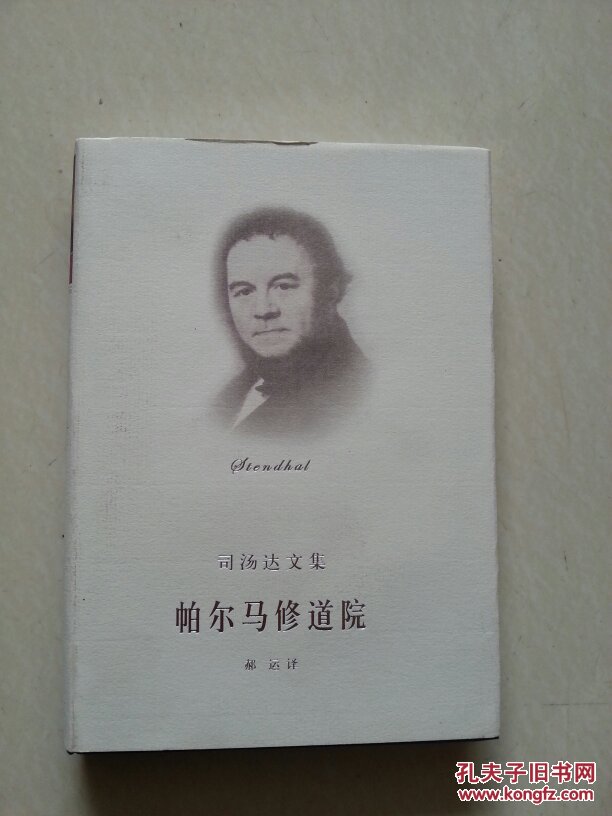 Stendhal
司汤达文集
帕尔马修道院
郝运译
孔夫子旧书网
www.kongfz.com